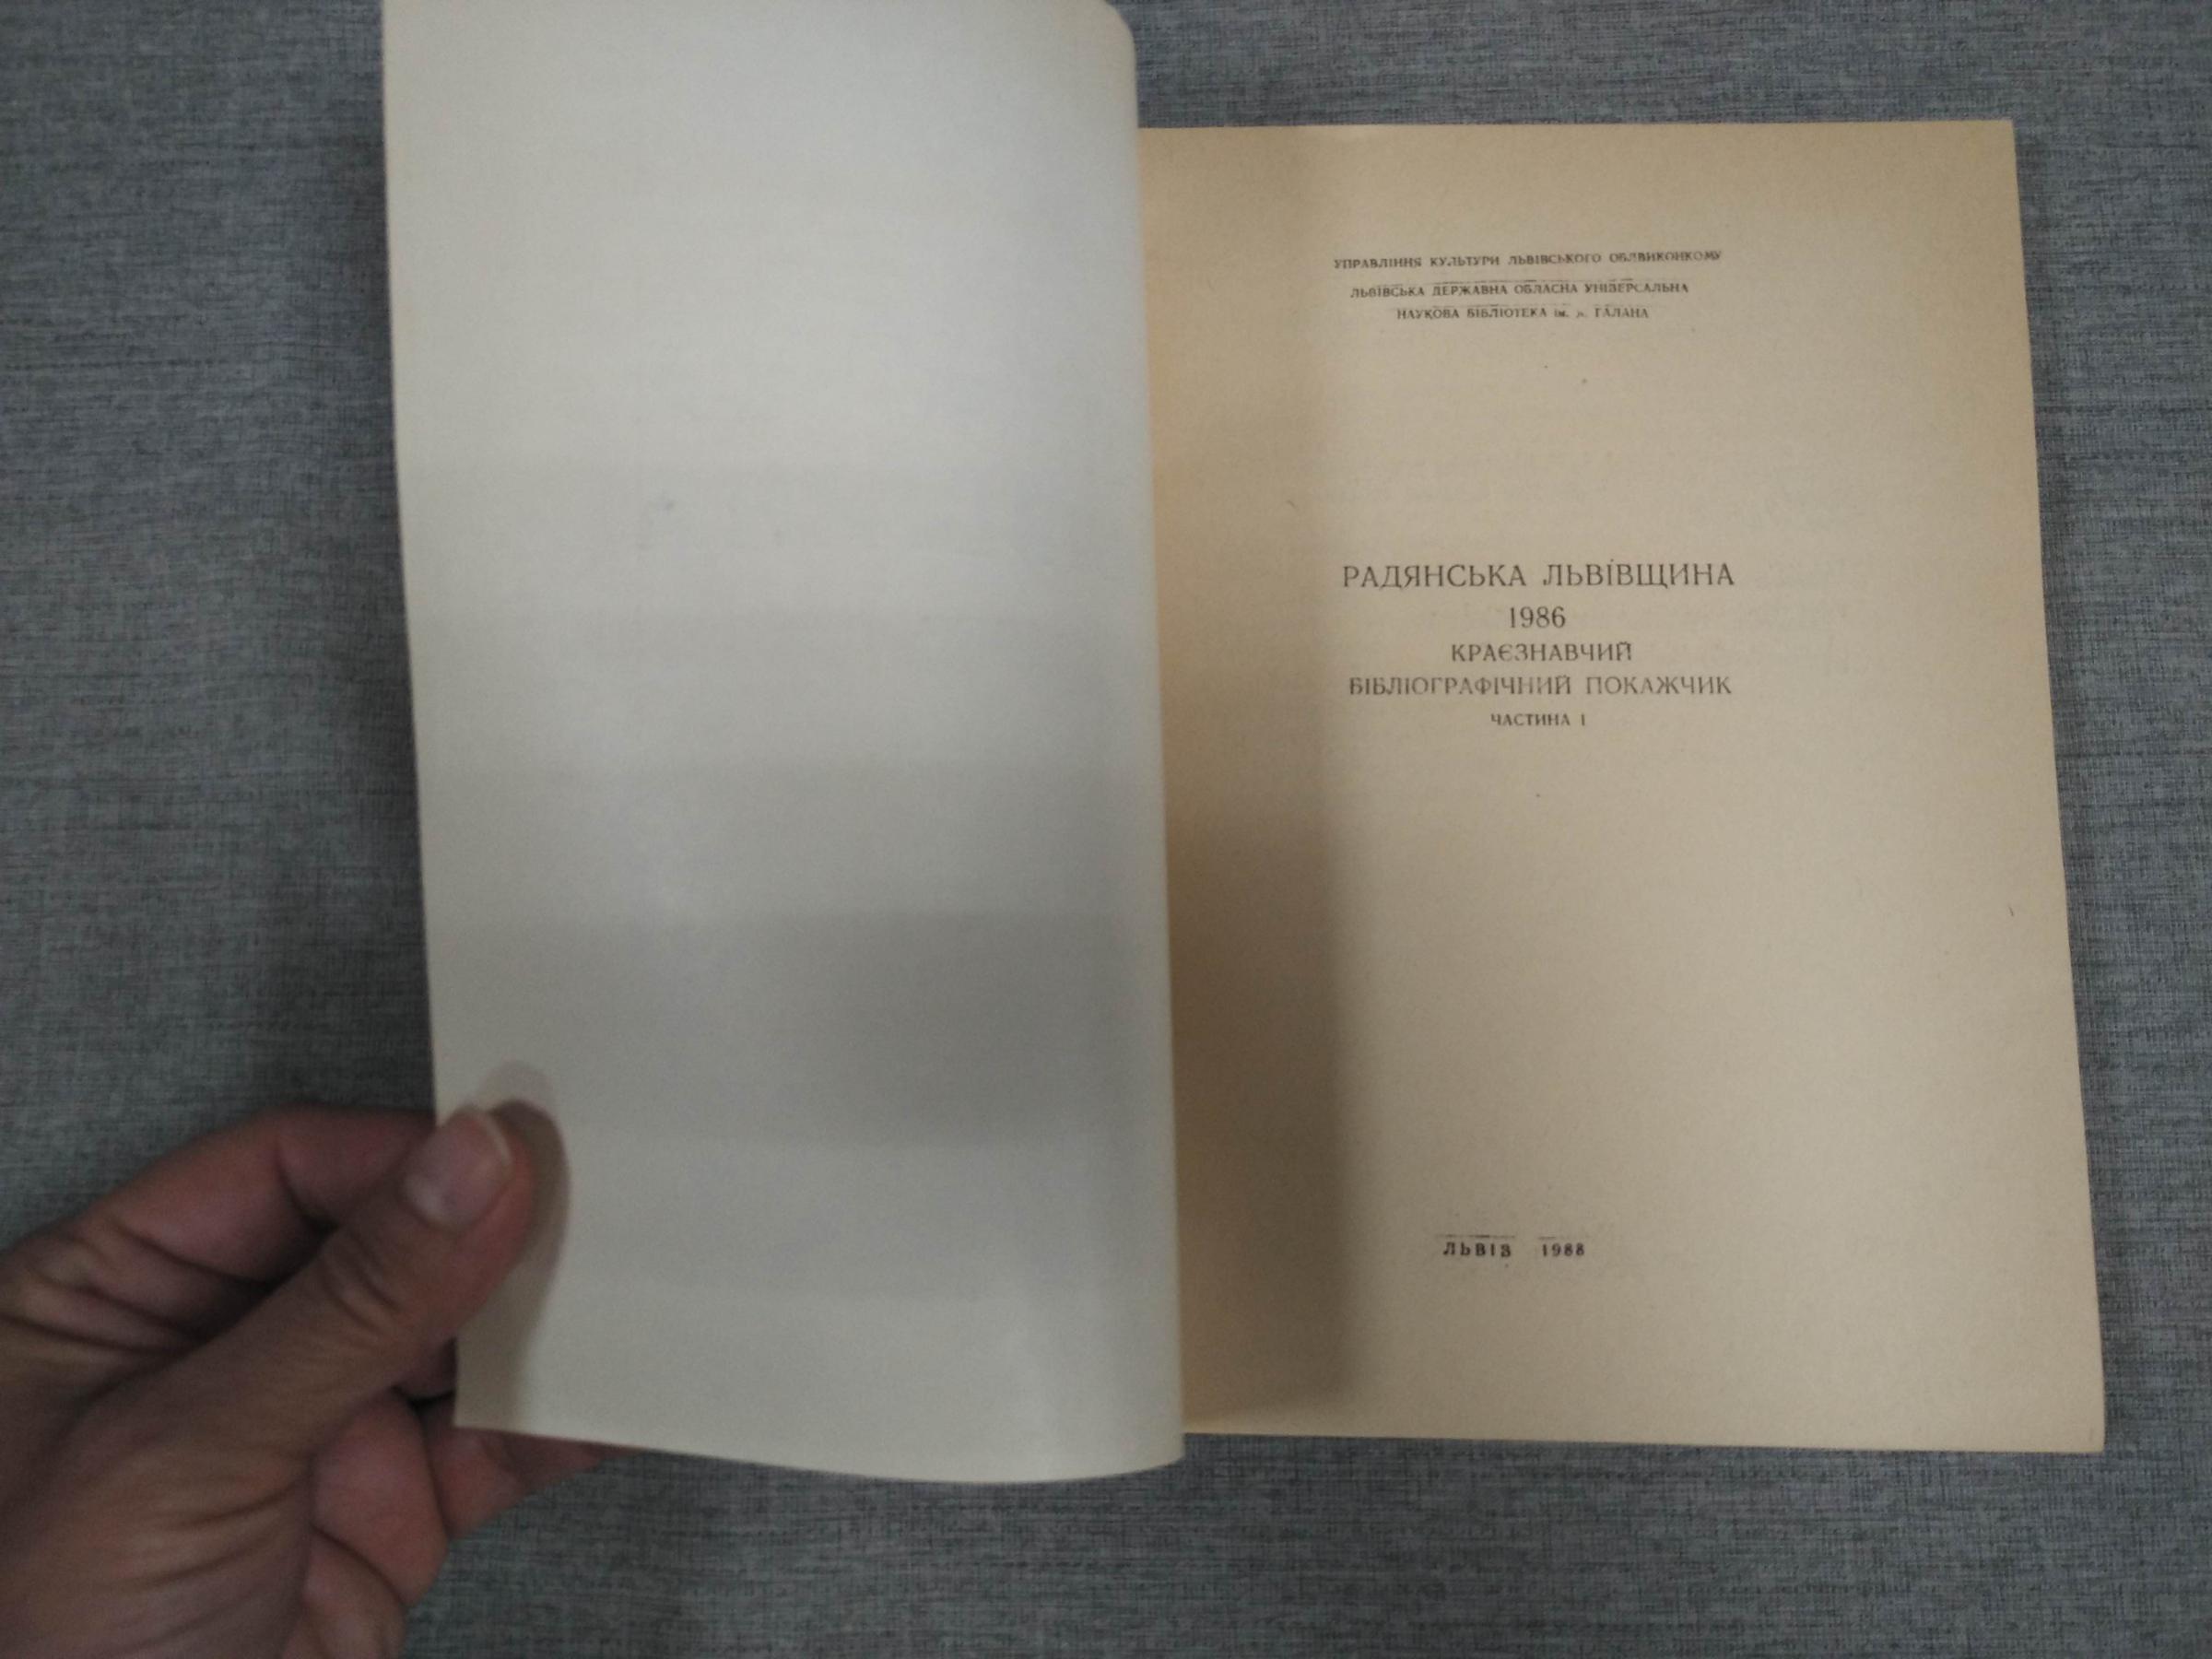 УПРАВЛІННЯ КУЛЬТУРИ ЛЬВІВСЬКОГО ОБЛВИКОНКОМУ
ЛЬВІВСЬКА ДЕРЖАВНА ОБЛАСНА УНІВЕРСАЛЬНА
НАУКОВА БІБЛІОТЕКА ім. Я. ГАЛАНА
РАДЯНСЬКА ЛЬВІВЩИНА
1986
КРАЄЗНАВЧИЙ
БІБЛІОГРАФІЧНИЙ ПОКАЖЧИК
ЧАСТИНА І
ЛЬВІВ 1988